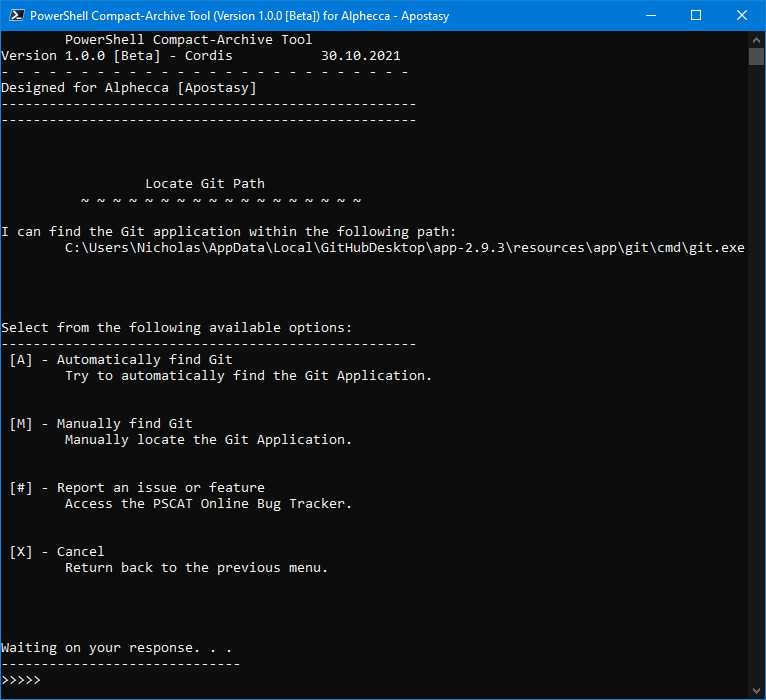 PowerShell Compact-Archive Tool (Version 1.0.0 [Beta]) for Alphecca - Apostasy
PowerShell Compact-Archive Tool
Version 1.0.0 [Beta] - Cordis 30.10.2021
- - - - - - - - - - - - - - - - - - - - - - - - - -
Designed for Alphecca [Apostasy]
----------------------------------------------------
----------------------------------------------------
Locate Git Path
~ ~ ~ ~ ~ ~ ~ ~ ~ ~ ~ ~ ~ ~ ~ ~ ~ ~
I can find the Git application within the following path:
C:\Users\Nicholas\AppData\Local\GitHubDesktop\app-2.9.3\resources\app\git\cmd\git.exe
Select from the following available options:
----------------------------------------------------
[A] - Automatically find Git
Try to automatically find the Git Application.
[M] - Manually find Git
Manually locate the Git Application.
[#] - Report an issue or feature
Access the PSCAT Online Bug Tracker.
[X] - Cancel
Return back to the previous menu.
Waiting on your response. . .
------------------------------
>>>>>